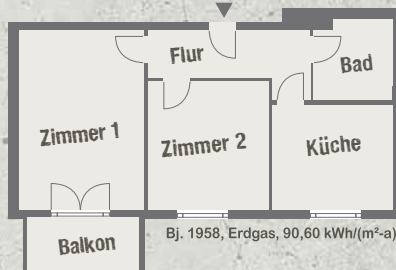 Flur
Bad
Zimmer 1
Zimmer 2
Küche
Bj. 1958, Erdgas, 90,60 kWh/(m²-a)
Balkon